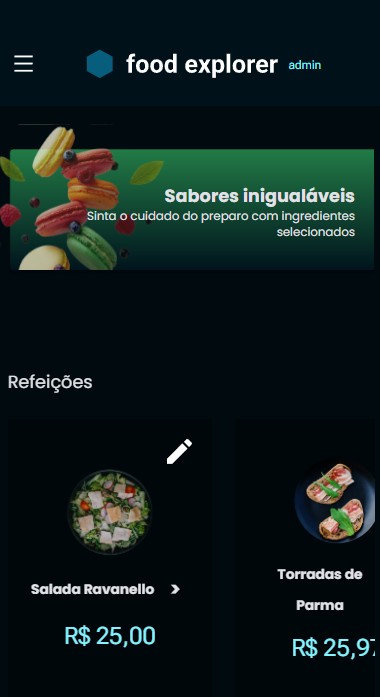 food explorer admin
Sabores inigualáveis
Sinta o cuidado do preparo com ingredientes
selecionados
Refeições
Salada Ravanello
R$ 25,00
Torradas de
Parma
R$ 25,97